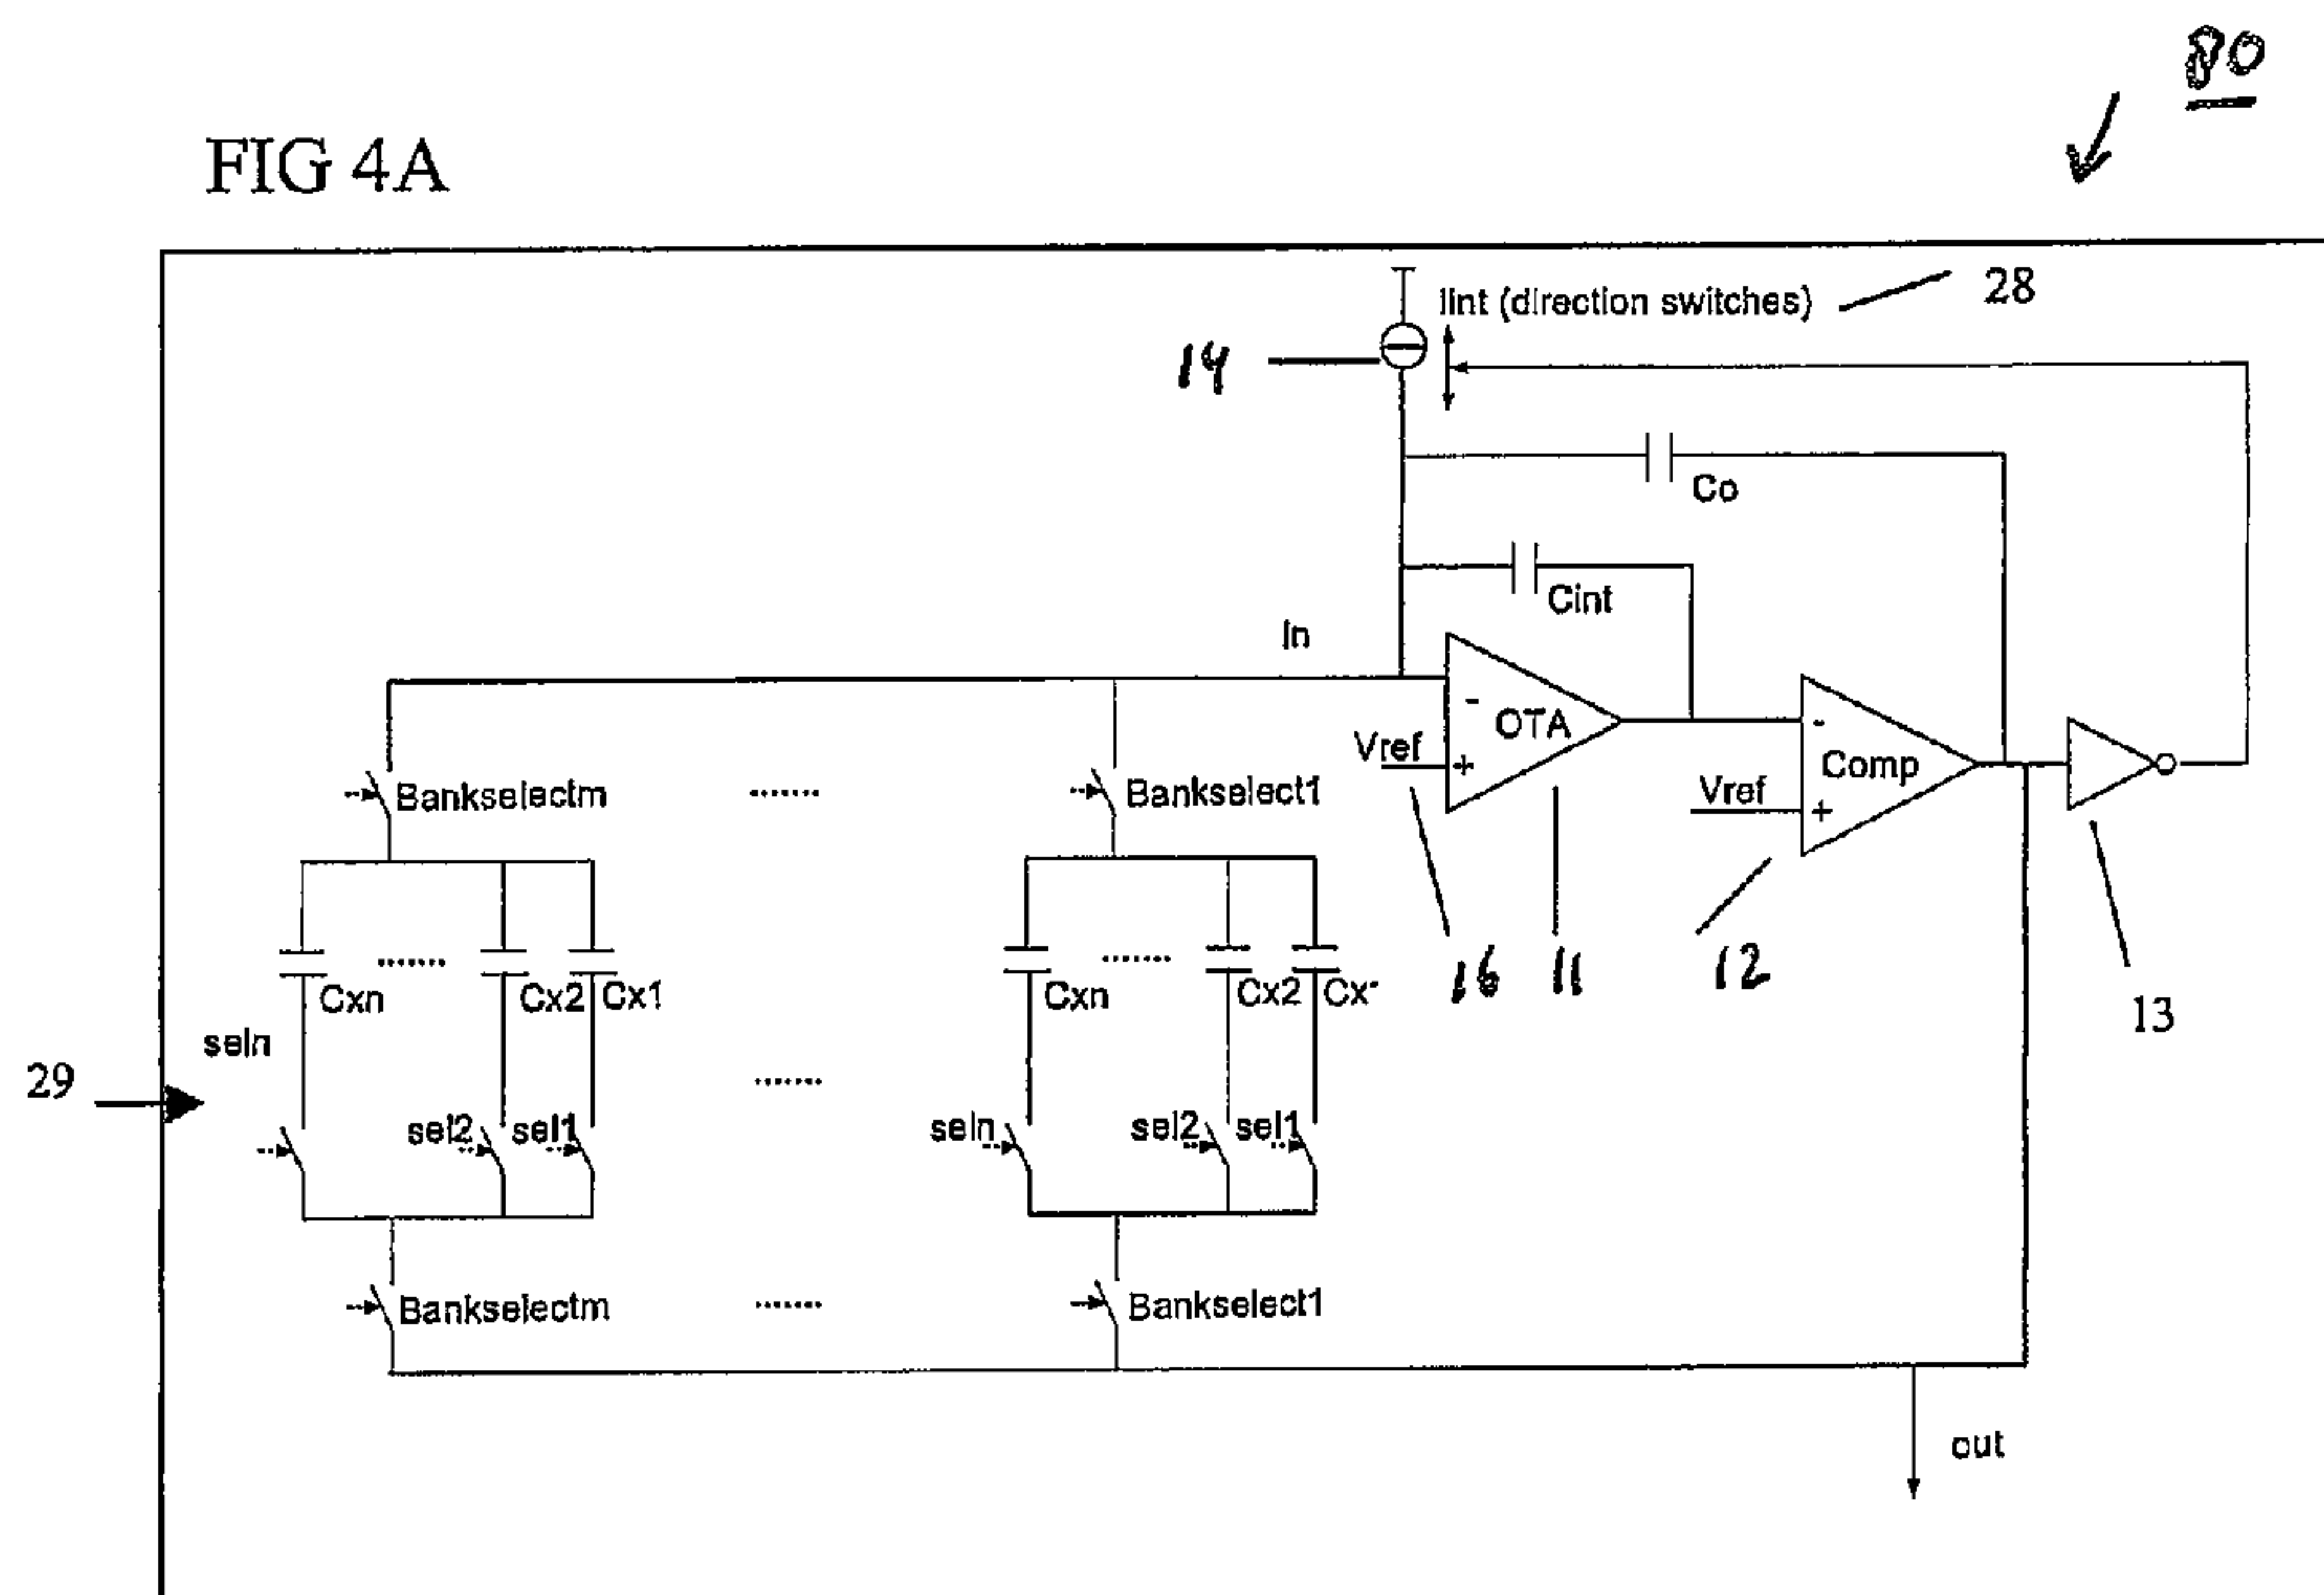 80
FIG 4A
Iint (direction switches)
28
14
Co
Cint
In
-
OTA
Vref
+
-
Comp
Vref
+
Bankselectm
.......
Bankselect1
16
11
12
13
.......
.......
Cxn
Cx2
Cx1
Cxn
Cx2
seln
29
.......
sel2
sel1
seln
sel2
sel1
Bankselectm
.......
Bankselect1
out